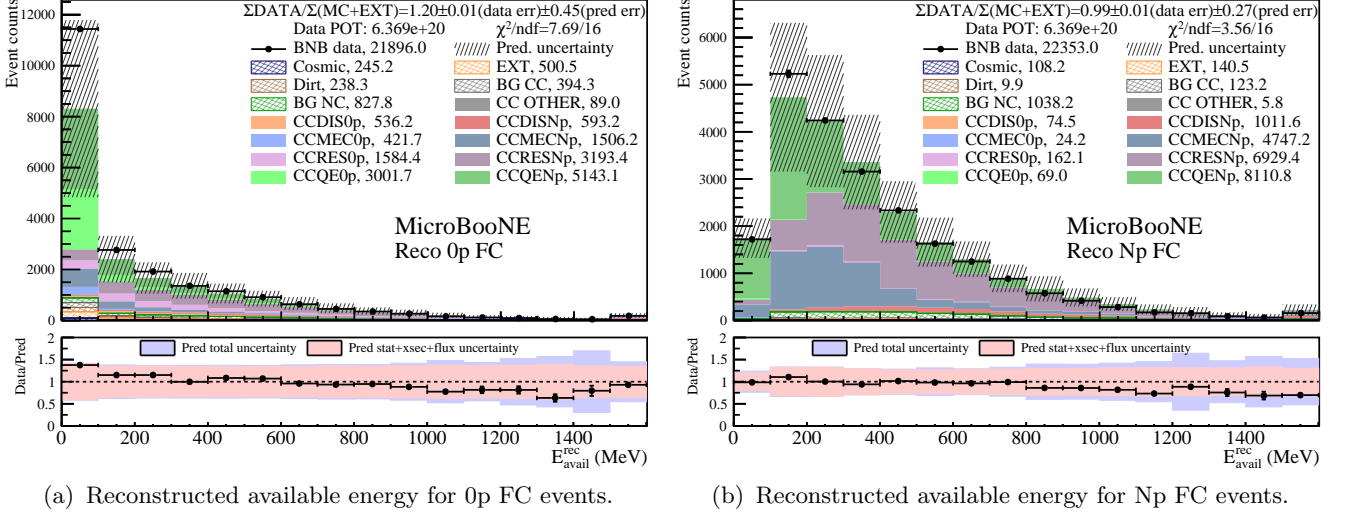 ΣDATA/Σ(MC+EXT)=1.20±0.01(data err)±0.45(pred err)
Data POT: 6.369e+20 χ²/ndf=7.69/16
BNB data, 21896.0 Pred. uncertainty
Cosmic, 245.2 EXT, 500.5
Dirt, 238.3 BG CC, 394.3
BG NC, 827.8 CC OTHER, 89.0
CCDIS0p, 536.2 CCDISNp, 593.2
CCMEC0p, 421.7 CCMECNp, 1506.2
CCRES0p, 1584.4 CCRESNp, 3193.4
CCQE0p, 3001.7 CCQENp, 5143.1
MicroBooNE
Reco 0p FC
Event counts
12000
10000
8000
6000
4000
2000
0
Pred total uncertainty Pred stat+xsec+flux uncertainty
Data/Pred
2
1.5
1
0.5
0
0 200 400 600 800 1000 1200 1400
E^rec_avail (MeV)
(a) Reconstructed available energy for 0p FC events.
ΣDATA/Σ(MC+EXT)=0.99±0.01(data err)±0.27(pred err)
Data POT: 6.369e+20 χ²/ndf=3.56/16
BNB data, 22353.0 Pred. uncertainty
Cosmic, 108.2 EXT, 140.5
Dirt, 9.9 BG CC, 123.2
BG NC, 1038.2 CC OTHER, 5.8
CCDIS0p, 74.5 CCDISNp, 1011.6
CCMEC0p, 24.2 CCMECNp, 4747.2
CCRES0p, 162.1 CCRESNp, 6929.4
CCQE0p, 69.0 CCQENp, 8110.8
MicroBooNE
Reco Np FC
Event counts
6000
5000
4000
3000
2000
1000
0
Pred total uncertainty Pred stat+xsec+flux uncertainty
Data/Pred
2
1.5
1
0.5
0
0 200 400 600 800 1000 1200 1400
E^rec_avail (MeV)
(b) Reconstructed available energy for Np FC events.